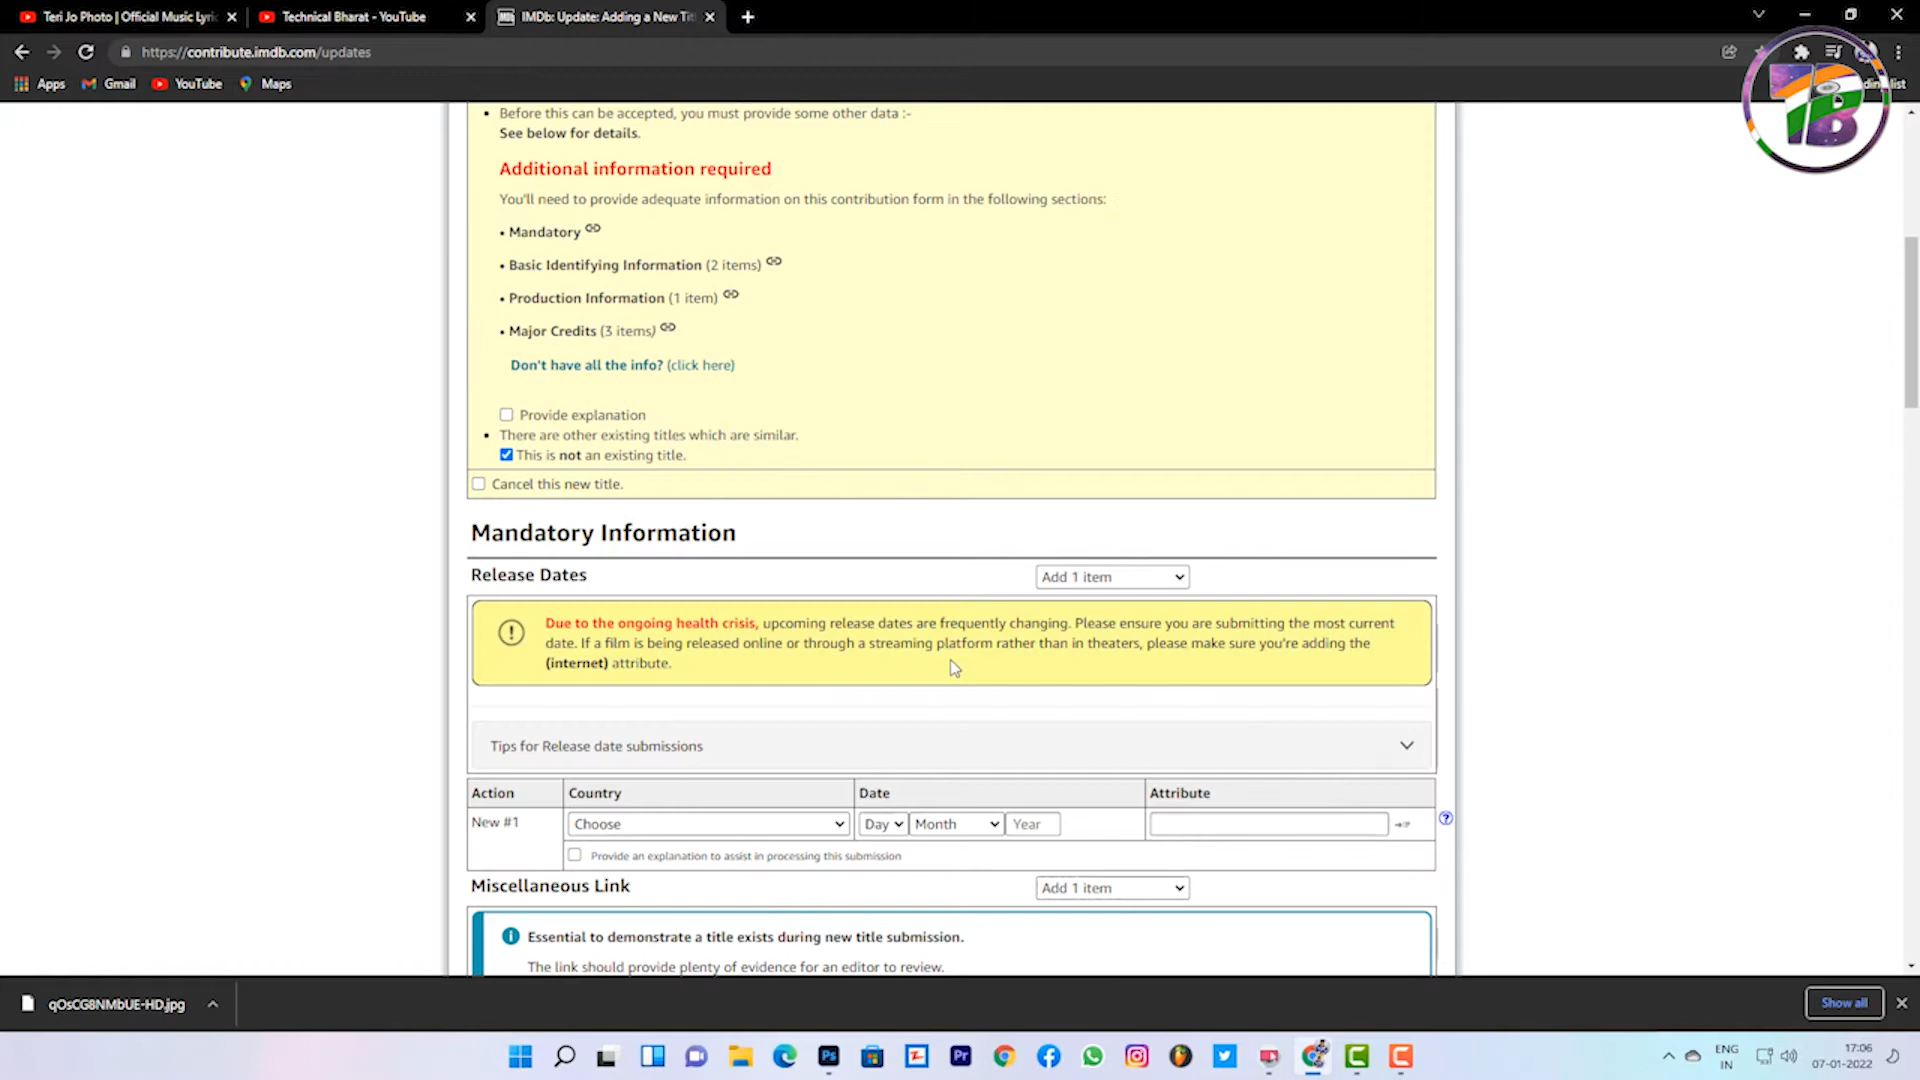 Teri Jo Photo | Official Music Lyri
Technical Bharat - YouTube
IMDb: Update: Adding a New Tit
https://contribute.imdb.com/updates
Apps
Gmail
YouTube
Maps
Before this can be accepted, you must provide some other data :-
See below for details.
Additional information required
You'll need to provide adequate information on this contribution form in the following sections:
• Mandatory
• Basic Identifying Information (2 items)
• Production Information (1 item)
• Major Credits (3 items)
Don't have all the info? (click here)
Provide explanation
There are other existing titles which are similar.
This is not an existing title.
Cancel this new title.
Mandatory Information
Release Dates
Add 1 item
Due to the ongoing health crisis, upcoming release dates are frequently changing. Please ensure you are submitting the most current
date. If a film is being released online or through a streaming platform rather than in theaters, please make sure you're adding the
(internet) attribute.
Tips for Release date submissions
Action Country Date Attribute
New #1 Choose Day Month Year
Provide an explanation to assist in processing this submission
Miscellaneous Link
Add 1 item
Essential to demonstrate a title exists during new title submission.
The link should provide plenty of evidence for an editor to review.
qOsCG8NMbUE-HD.jpg
Show all
ENG
IN
17:06
07-01-2022